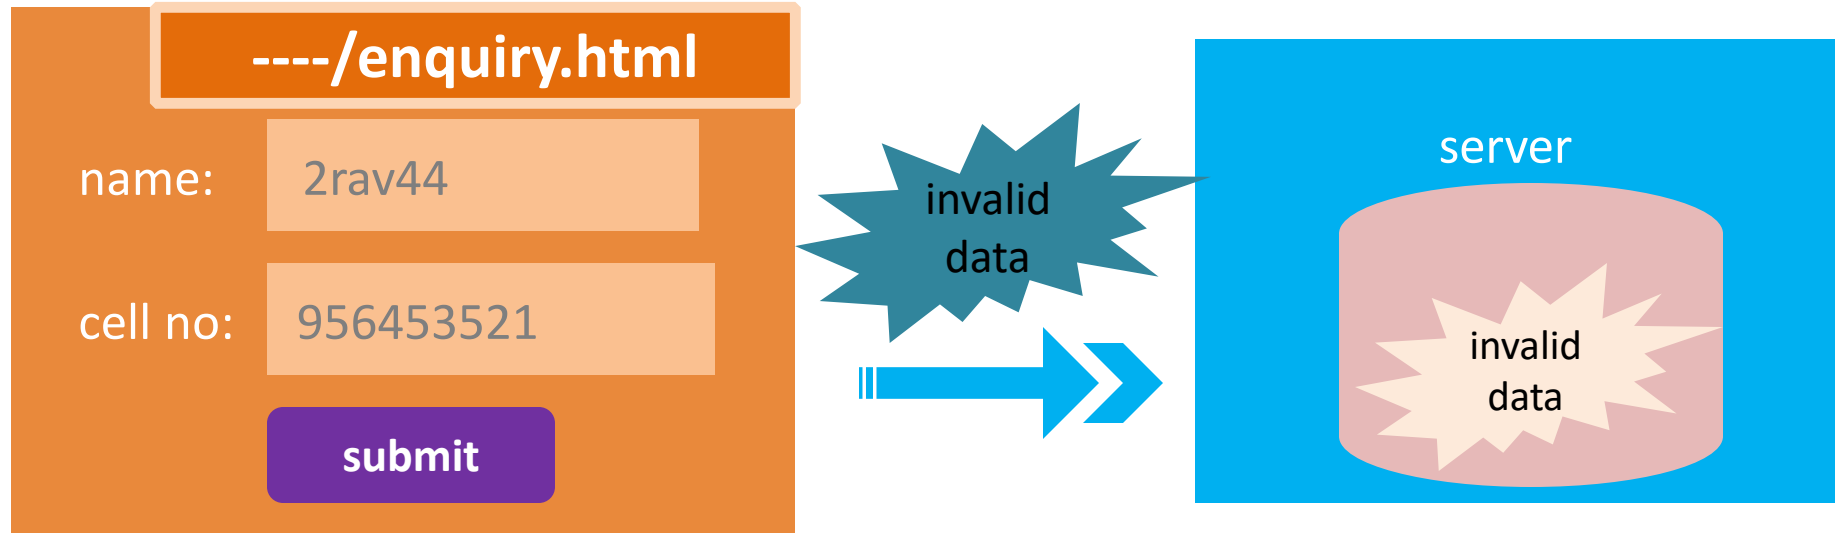 ----/enquiry.html
name:
2rav44
cell no:
956453521
submit
invalid
data
server
invalid
data